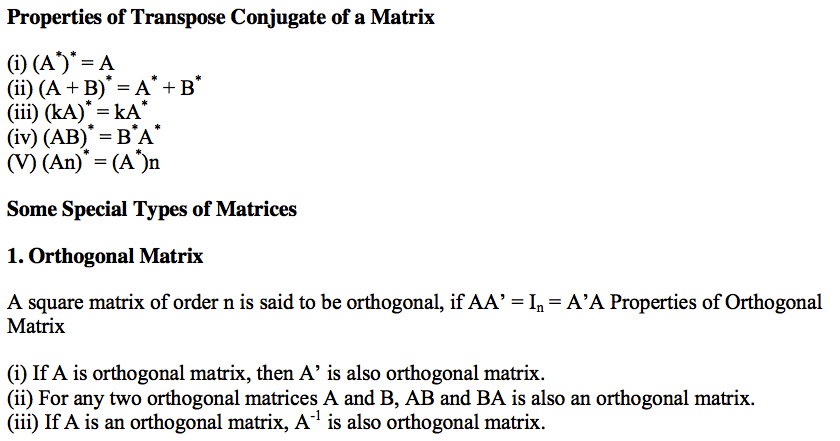 Properties of Transpose Conjugate of a Matrix
(i) (A*)* = A
(ii) (A + B)* = A* + B*
(iii) (kA)* = kA*
(iv) (AB)* = B*A*
(V) (An)* = (A*)n
Some Special Types of Matrices
1. Orthogonal Matrix
A square matrix of order n is said to be orthogonal, if AA’ = Iₙ = A’A Properties of Orthogonal
Matrix
(i) If A is orthogonal matrix, then A’ is also orthogonal matrix.
(ii) For any two orthogonal matrices A and B, AB and BA is also an orthogonal matrix.
(iii) If A is an orthogonal matrix, A⁻¹ is also orthogonal matrix.